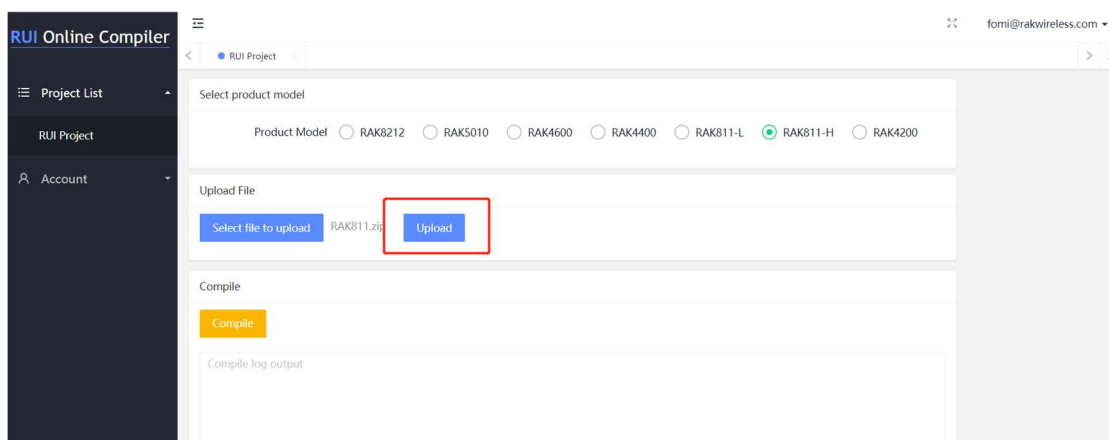 RUI Online Compiler
fomi@rakwireless.com
RUI Project
Project List
RUI Project
Account
Select product model
Product Model RAK8212 RAK5010 RAK4600 RAK4400 RAK811-L RAK811-H RAK4200
Upload File
Select file to upload RAK811.zip Upload
Compile
Compile
Compile log output